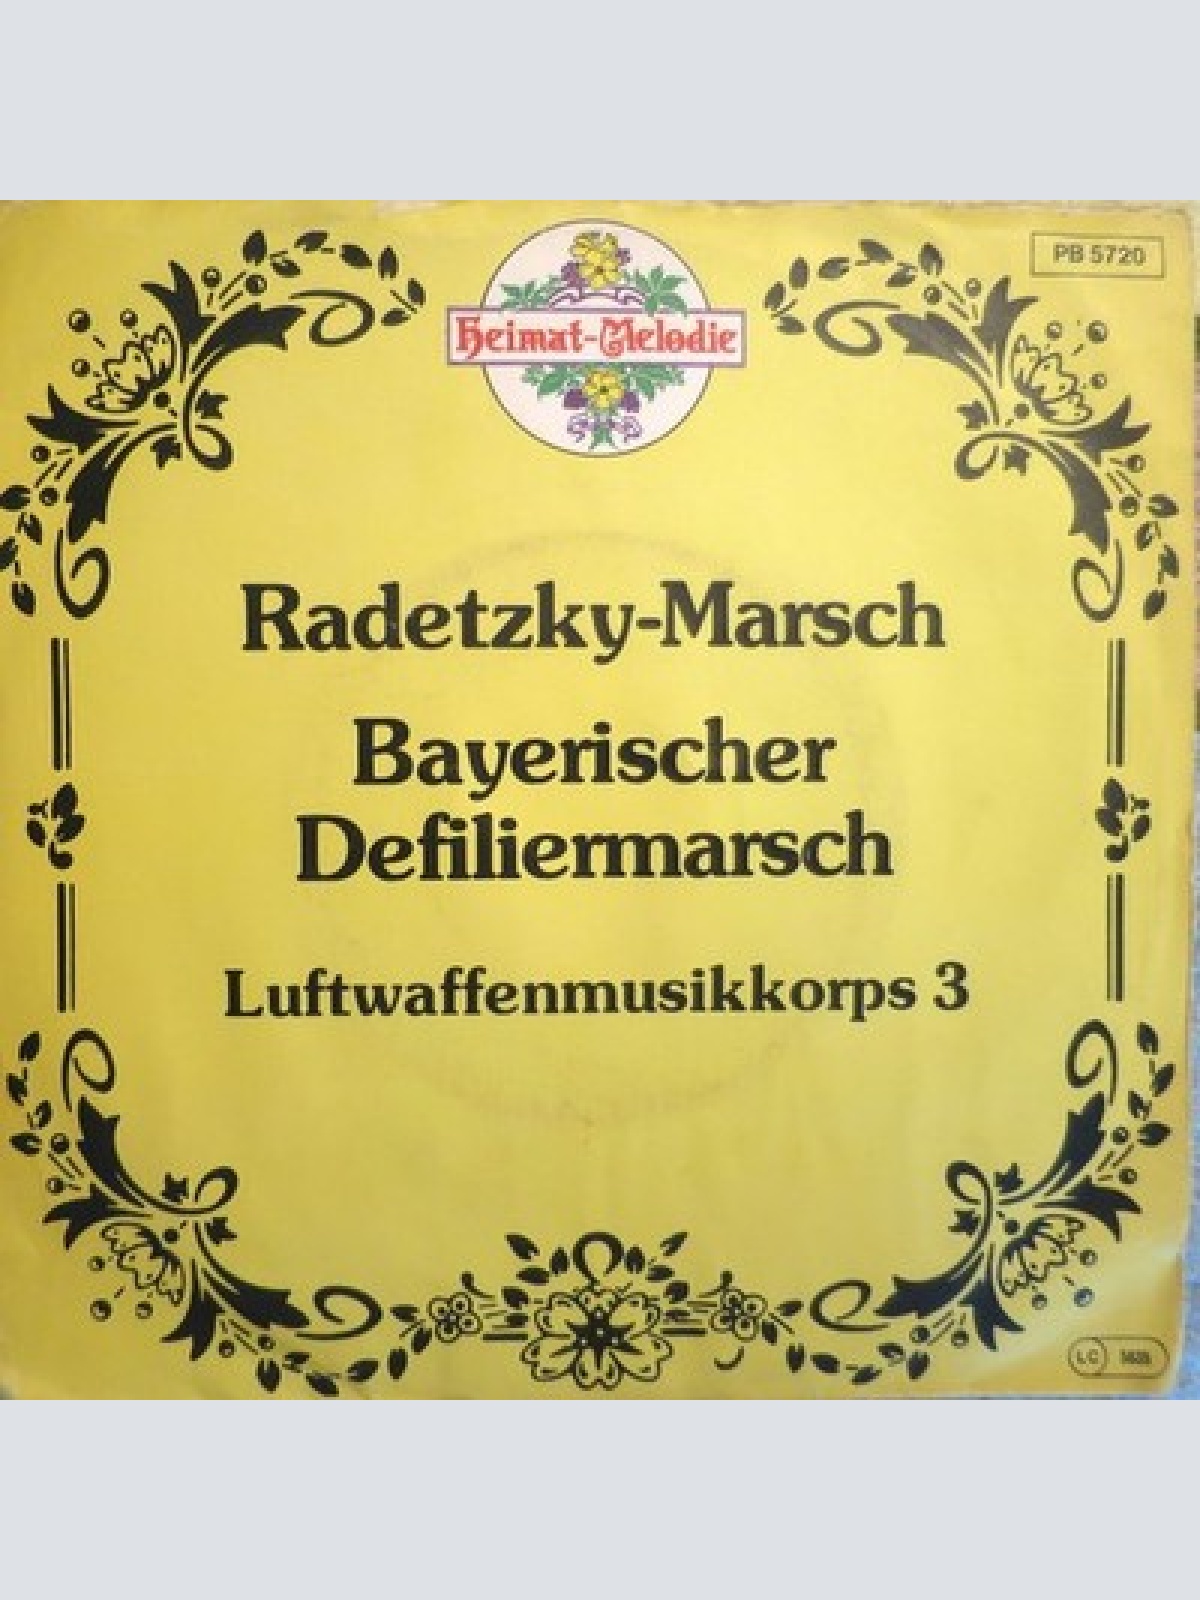 PB 5720
Heimat-Melodie
Radetzky-Marsch
Bayerischer
Defiliermarsch
Luftwaffenmusikkorps 3
LC